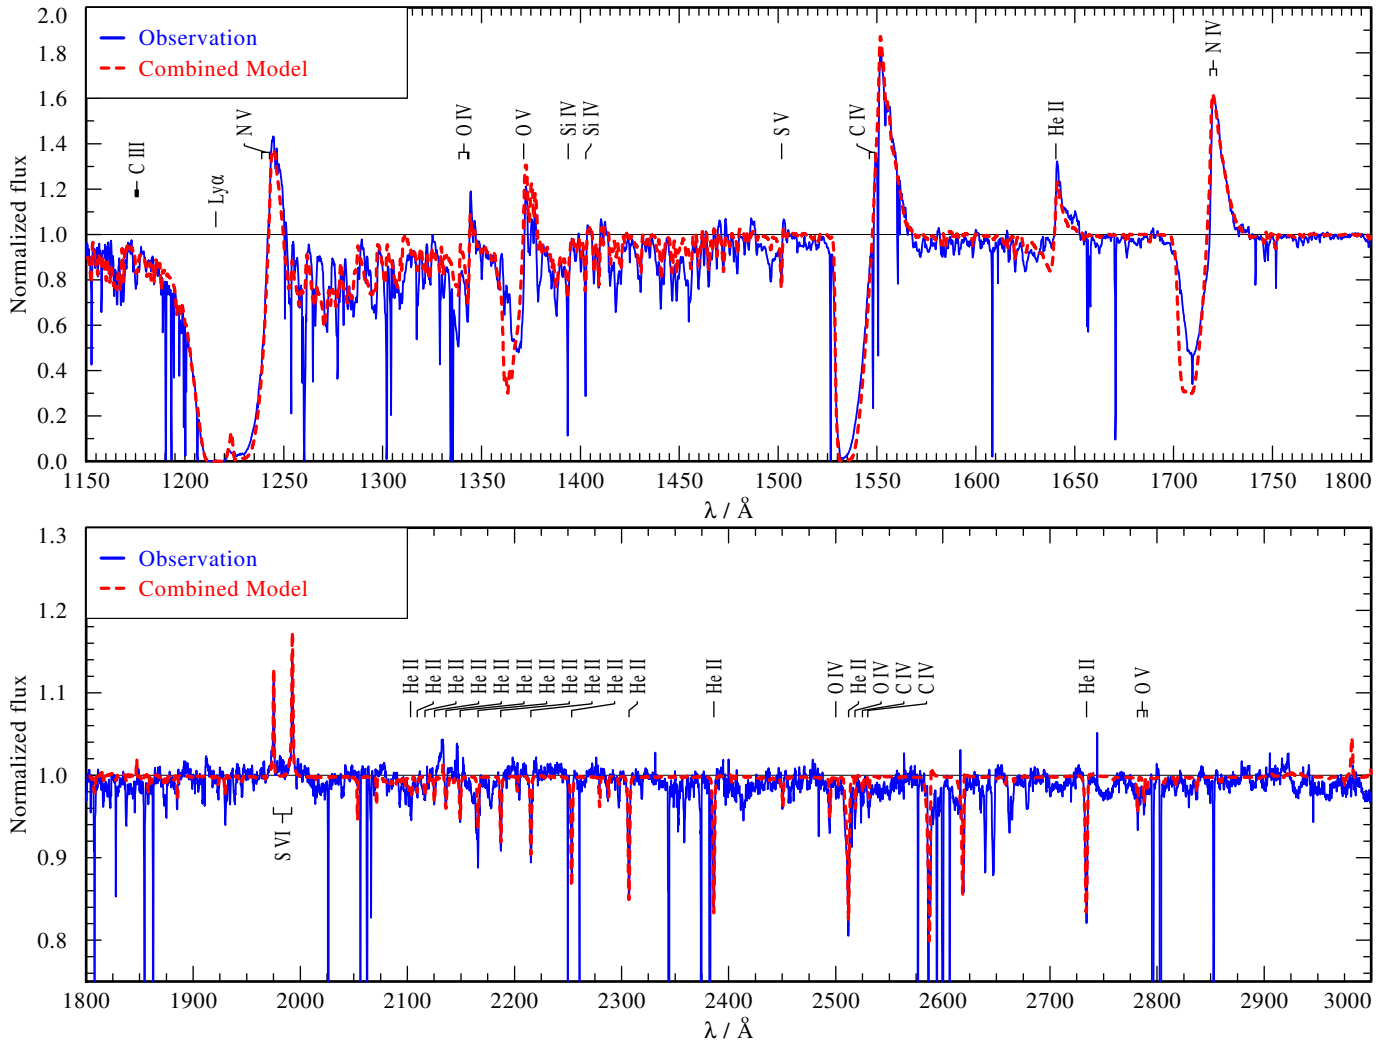 2.0
1.8
1.6
1.4
1.2
1.0
0.8
0.6
0.4
0.2
0.0
Normalized flux
Observation
Combined Model
C III
Lyα
N V
O IV
O V
Si IV
Si IV
S V
C IV
He II
N IV
1150 1200 1250 1300 1350 1400 1450 1500 1550 1600 1650 1700 1750 1800
λ / Å
1.3
1.2
1.1
1.0
0.9
0.8
Normalized flux
Observation
Combined Model
S VI
He II
He II
He II
He II
He II
He II
He II
He II
He II
He II
He II
He II
O IV
He II
O IV
C IV
C IV
He II
O V
1800 1900 2000 2100 2200 2300 2400 2500 2600 2700 2800 2900 3000
λ / Å